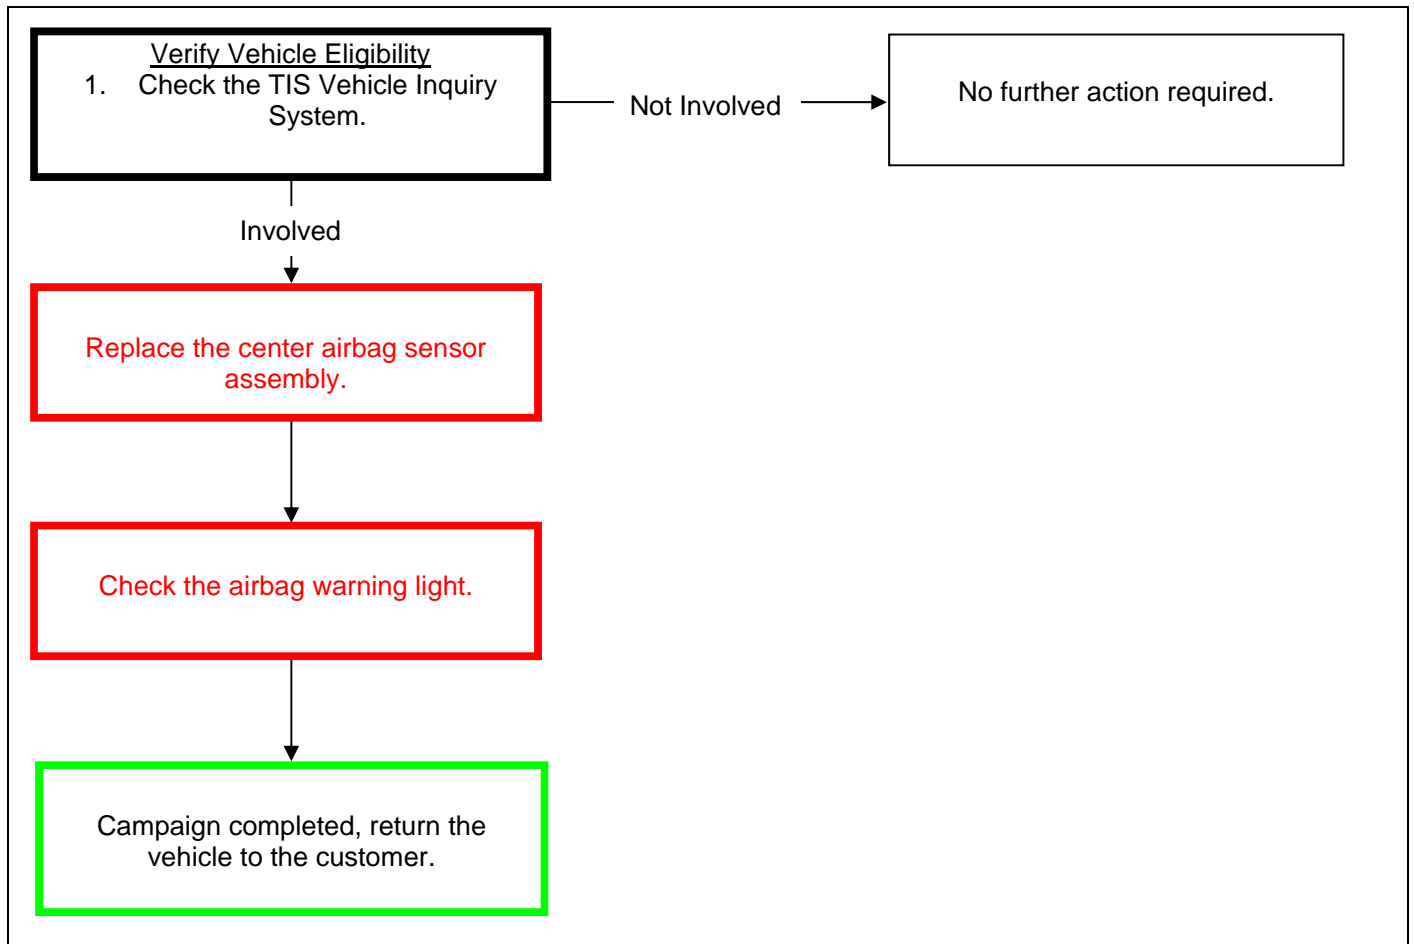 Verify Vehicle Eligibility
1. Check the TIS Vehicle Inquiry
System.
Not Involved
No further action required.
Involved
Replace the center airbag sensor
assembly.
Check the airbag warning light.
Campaign completed, return the
vehicle to the customer.